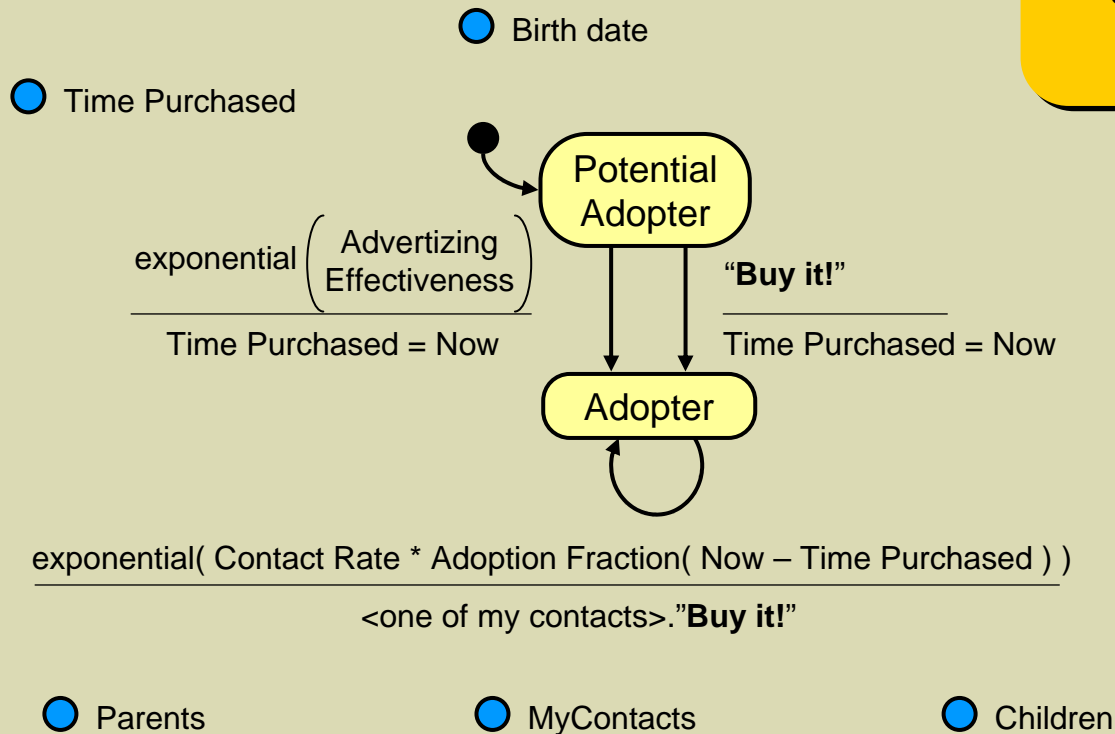 Birth date
Time Purchased
Potential
Adopter
exponential( Advertizing
Effectiveness )
Time Purchased = Now
“Buy it!”
Time Purchased = Now
Adopter
exponential( Contact Rate * Adoption Fraction( Now – Time Purchased ) )
<one of my contacts>.”Buy it!”
Parents
MyContacts
Children